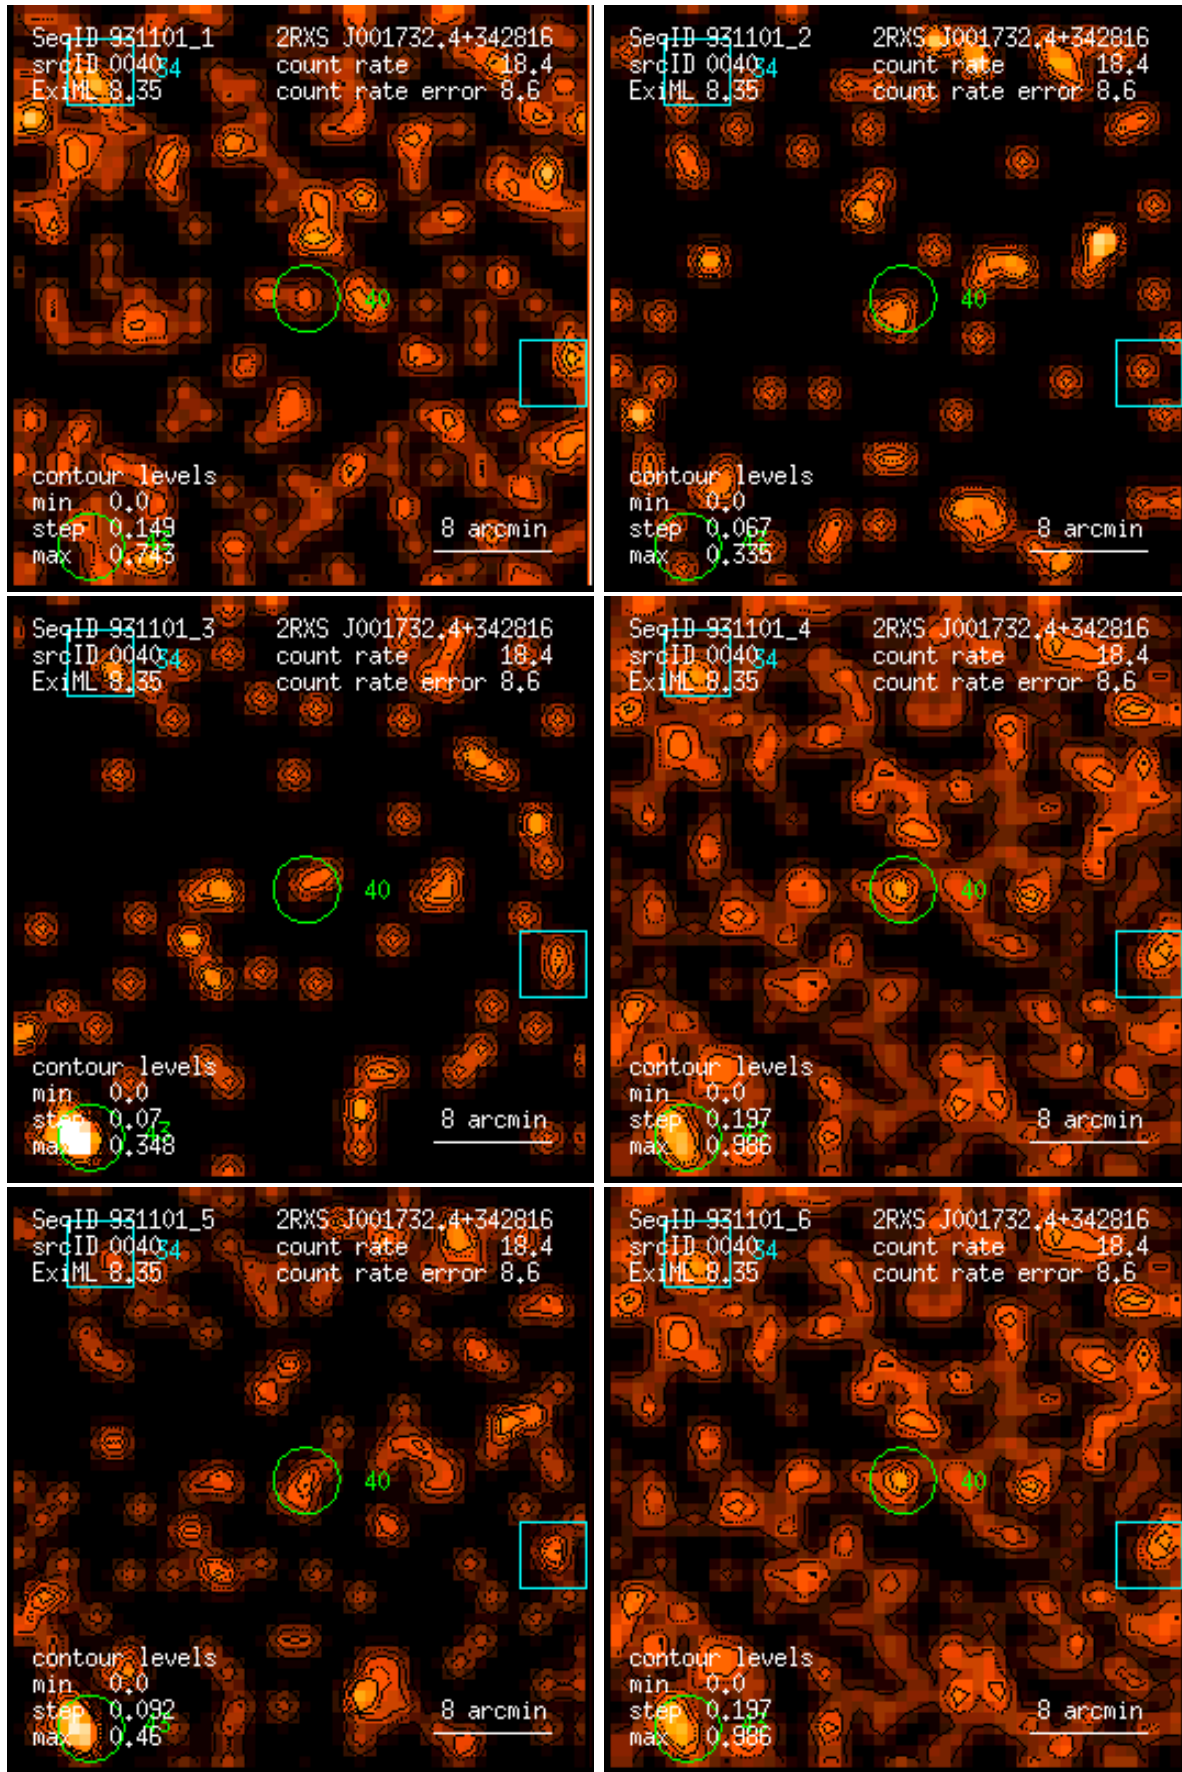 SeqID 931101_1 2RXS J001732.4+342816
srcID 0040 34 count rate 18.4
ExiML 8.35 count rate error 8.6
40
contour levels
min 0.0
step 0.149 8 arcmin
max 0.743
SeqID 931101_2 2RXS J001732.4+342816
srcID 0040 34 count rate 18.4
ExiML 8.35 count rate error 8.6
40
contour levels
min 0.0
step 0.067 8 arcmin
max 0.335
SeqID 931101_3 2RXS J001732.4+342816
srcID 0040 34 count rate 18.4
ExiML 8.35 count rate error 8.6
40
contour levels
min 0.0
step 0.07 8 arcmin
max 0.348 43
SeqID 931101_4 2RXS J001732.4+342816
srcID 0040 34 count rate 18.4
ExiML 8.35 count rate error 8.6
40
contour levels
min 0.0
step 0.197 8 arcmin
max 0.986
SeqID 931101_5 2RXS J001732.4+342816
srcID 0040 34 count rate 18.4
ExiML 8.35 count rate error 8.6
40
contour levels
min 0.0
step 0.092 8 arcmin
max 0.46 43
SeqID 931101_6 2RXS J001732.4+342816
srcID 0040 34 count rate 18.4
ExiML 8.35 count rate error 8.6
40
contour levels
min 0.0
step 0.197 8 arcmin
max 0.986